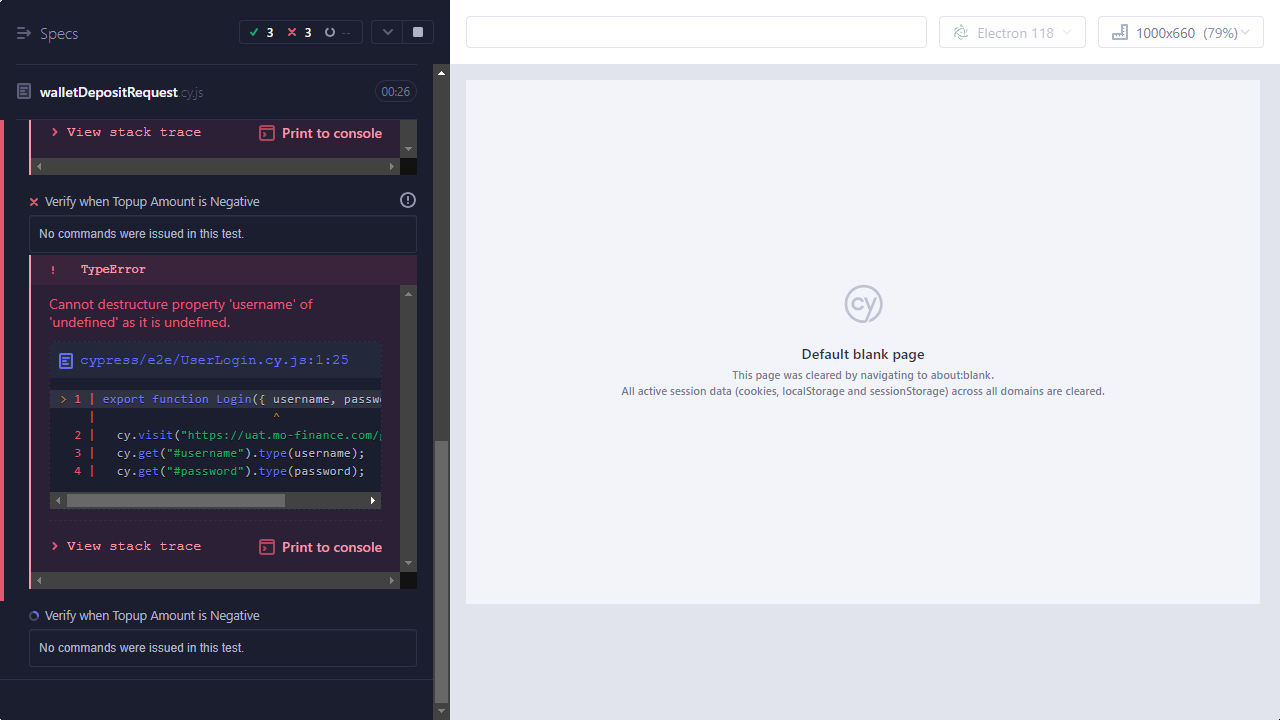 Specs
3
3
--
Electron 118
1000x660 (79%)
walletDepositRequest.cy.js
00:26
View stack trace
Print to console
Verify when Topup Amount is Negative
No commands were issued in this test.
! TypeError
Cannot destructure property 'username' of
'undefined' as it is undefined.
cypress/e2e/UserLogin.cy.js:1:25
> 1 | export function Login({ username, passw
| ^
2 | cy.visit("https://uat.mo-finance.com/
3 | cy.get("#username").type(username);
4 | cy.get("#password").type(password);
View stack trace
Print to console
Verify when Topup Amount is Negative
No commands were issued in this test.
cy
Default blank page
This page was cleared by navigating to about:blank.
All active session data (cookies, localStorage and sessionStorage) across all domains are cleared.